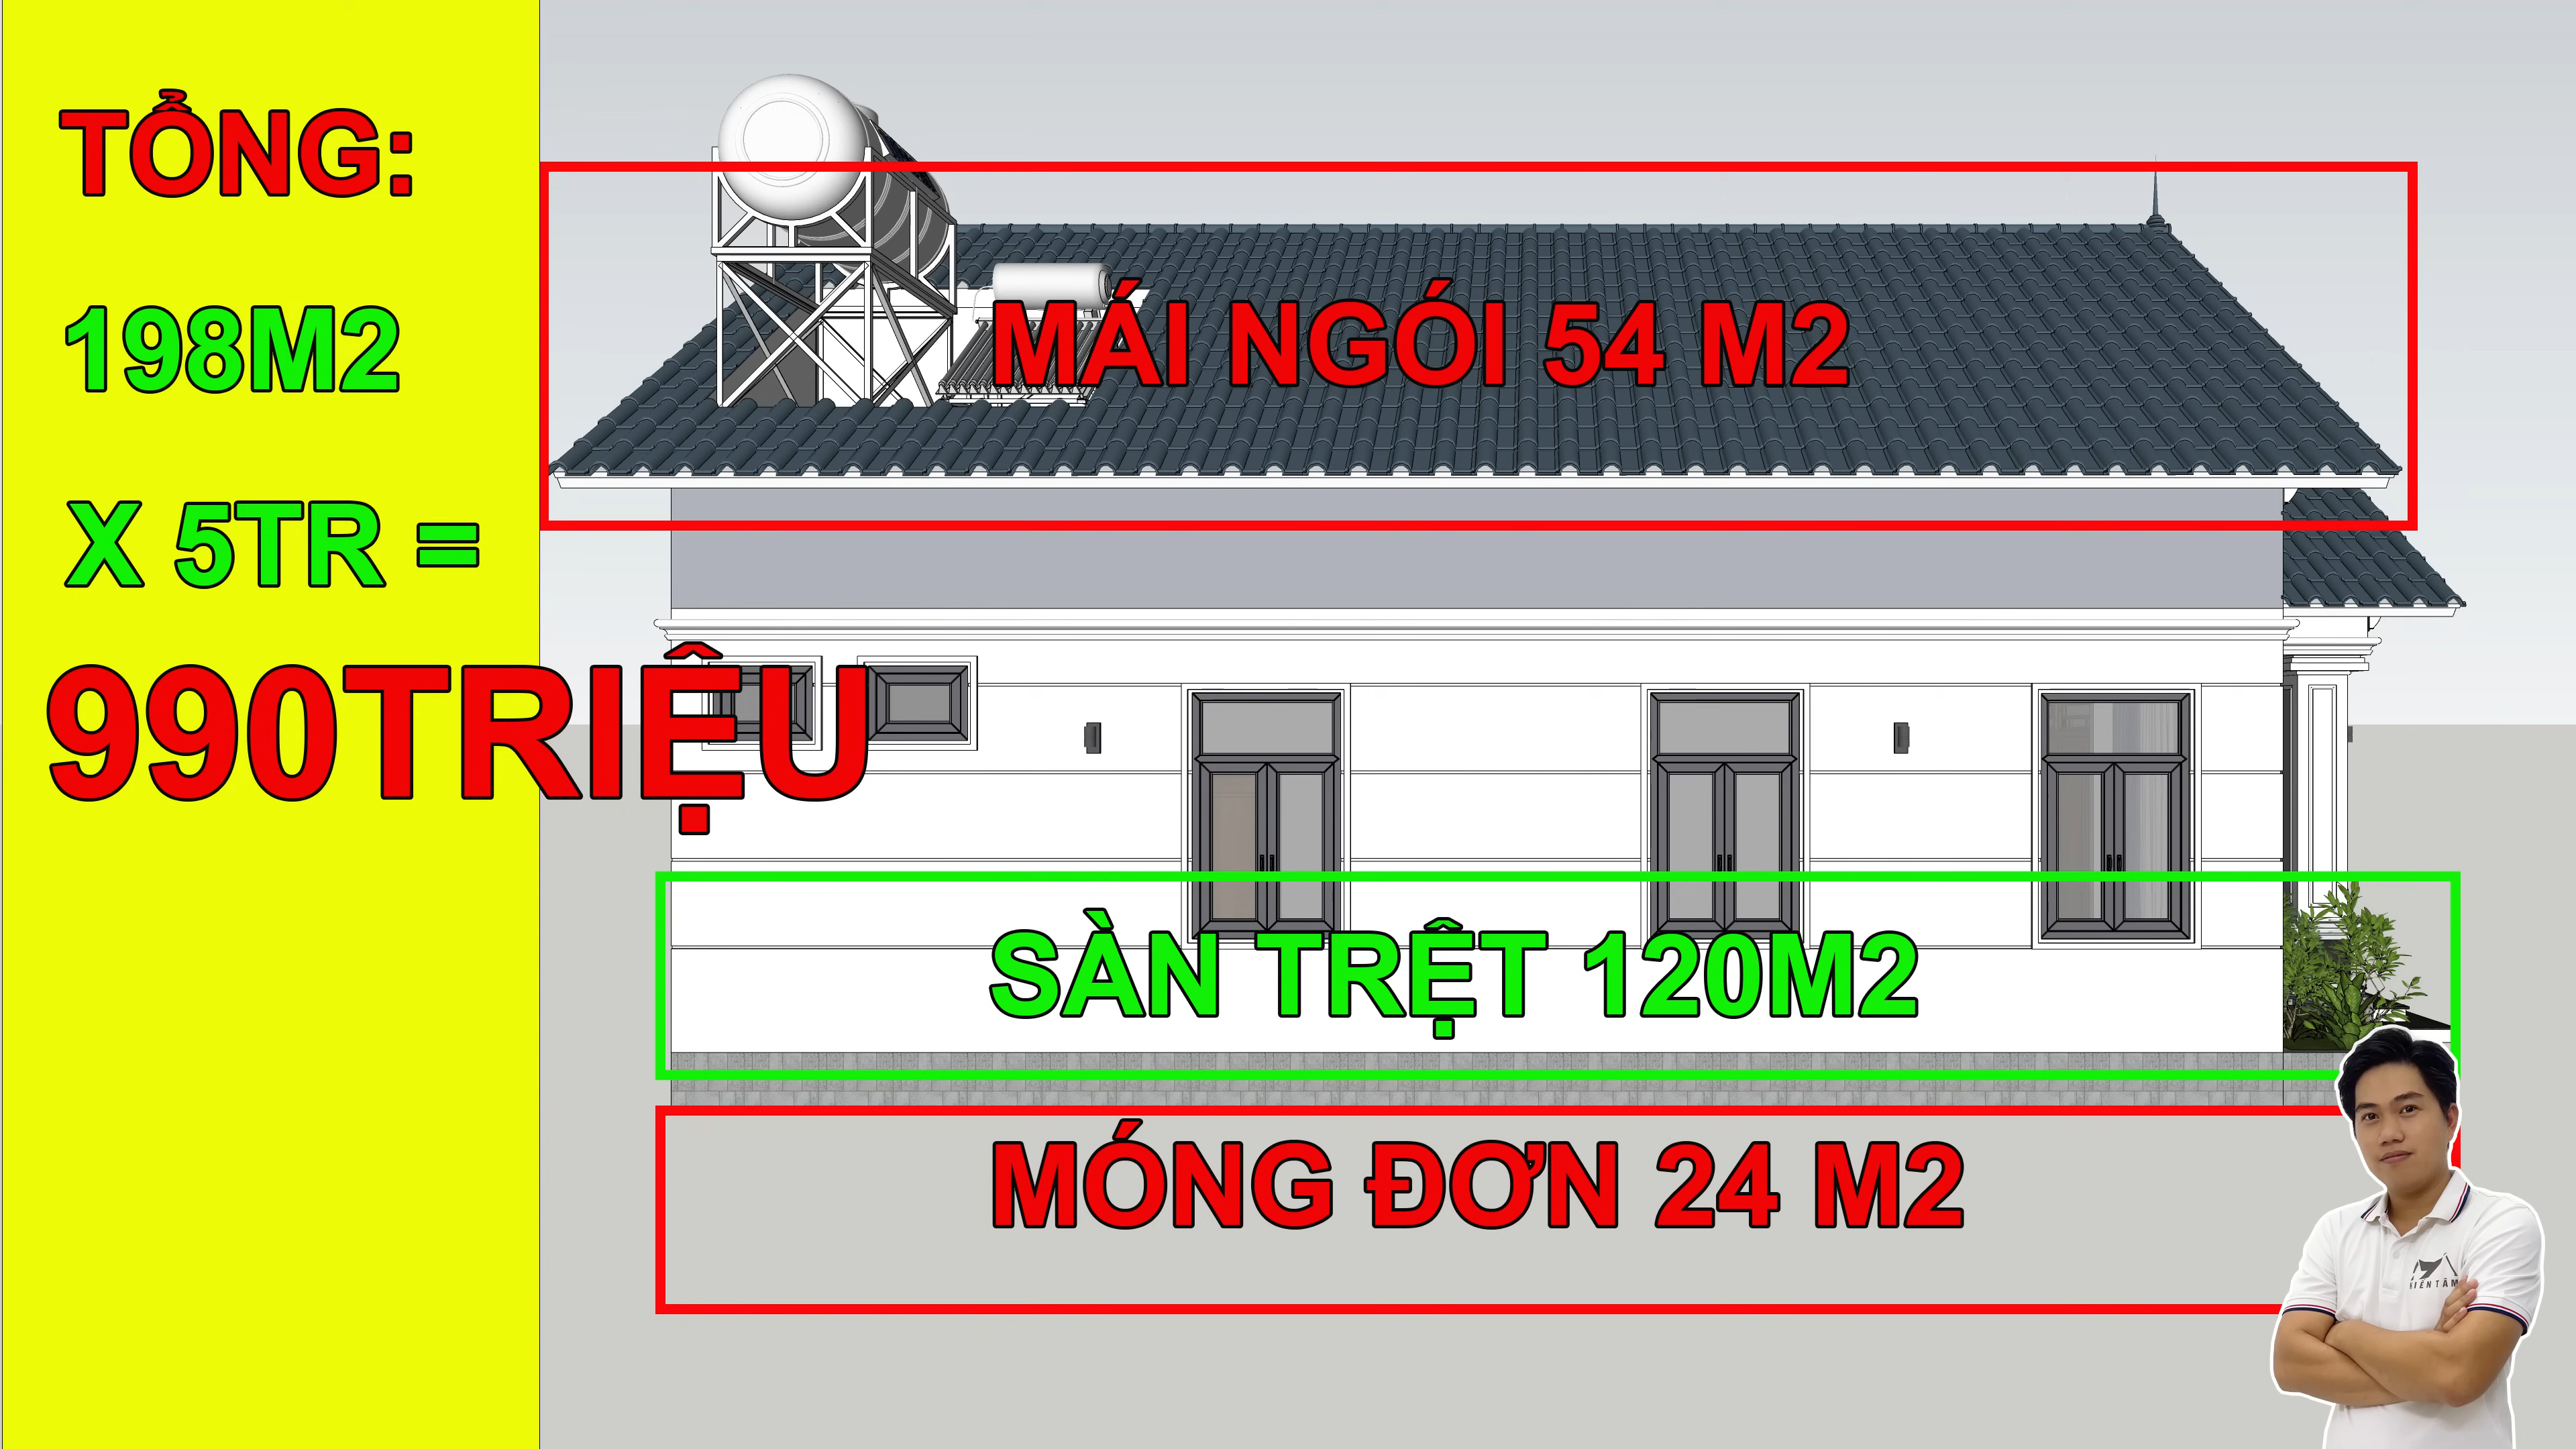 TỔNG:
198M2
X 5TR =
990TRIỆU
MÁI NGÓI 54 M2
SÀN TRỆT 120M2
MÓNG ĐƠN 24 M2